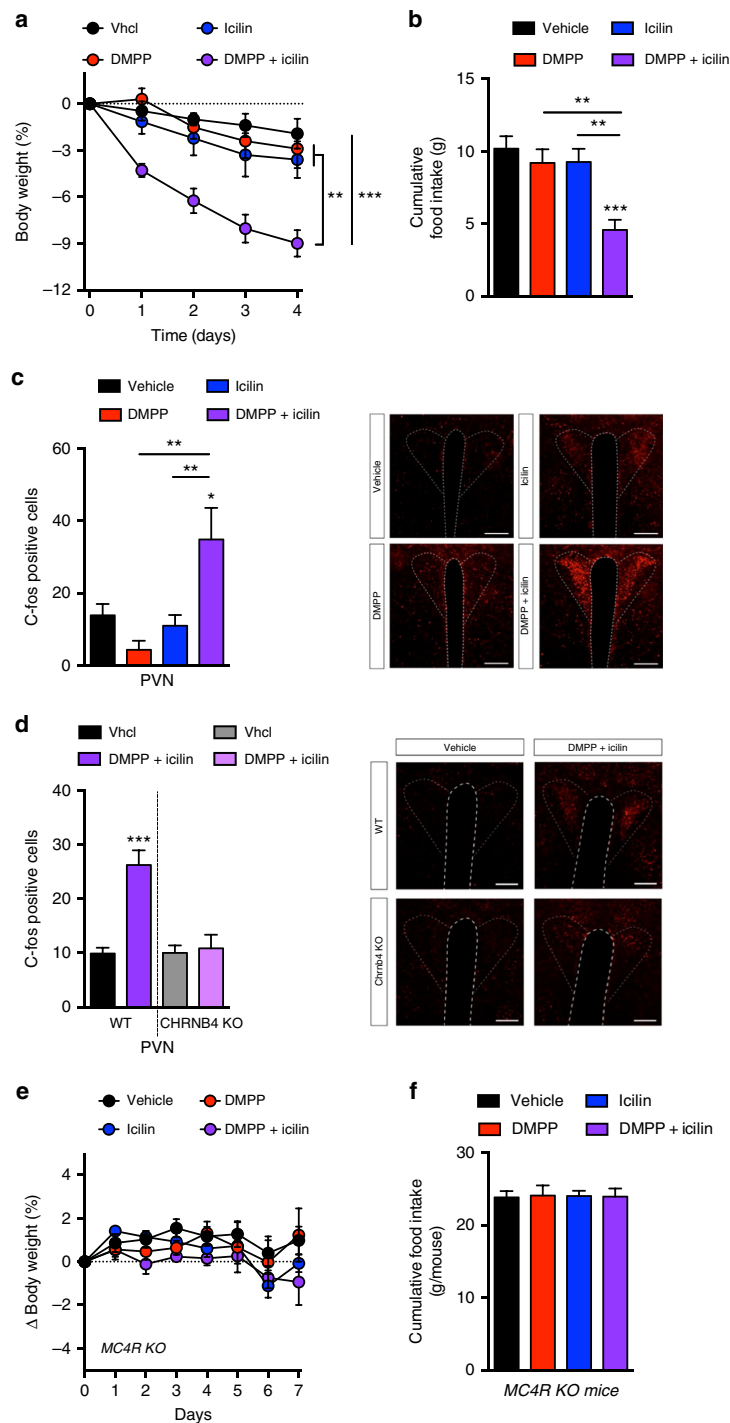 a
Vhcl
Icilin
DMPP
DMPP + icilin
Body weight (%)
0
–3
–6
–9
–12
**
***
0 1 2 3 4
Time (days)
b
Vehicle
Icilin
DMPP
DMPP + icilin
Cumulative
food intake (g)
15
10
5
0
**
**
***
c
Vehicle
Icilin
DMPP
DMPP + icilin
C-fos positive cells
60
40
20
0
**
**
*
PVN
Vehicle
Icilin
DMPP
DMPP + icilin
d
Vhcl
Vhcl
DMPP + icilin
DMPP + icilin
C-fos positive cells
40
30
20
10
0
***
WT
CHRNB4 KO
PVN
Vehicle
DMPP + icilin
WT
Chrnb4 KO
e
Vehicle
DMPP
Icilin
DMPP + icilin
Δ Body weight (%)
4
2
0
–2
–4
MC4R KO
0 1 2 3 4 5 6 7
Days
f
Vehicle
Icilin
DMPP
DMPP + icilin
Cumulative food intake
(g/mouse)
30
20
10
0
MC4R KO mice